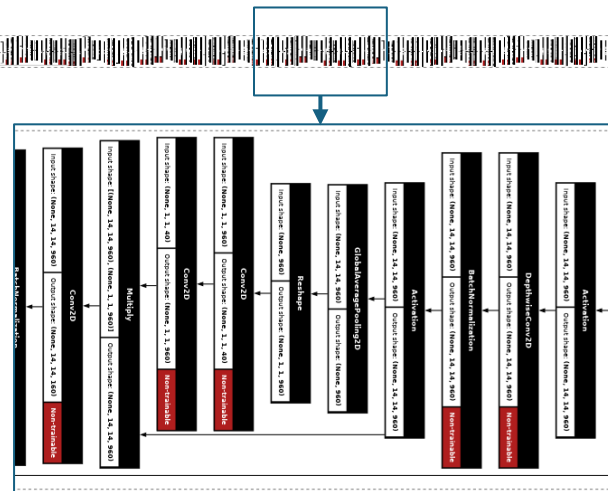 Activation
Input shape: (None, 14, 14, 960) Output shape: (None, 14, 14, 960)
DepthwiseConv2D
Input shape: (None, 14, 14, 960) Output shape: (None, 14, 14, 960) Non-trainable
BatchNormalization
Input shape: (None, 14, 14, 960) Output shape: (None, 14, 14, 960) Non-trainable
Activation
Input shape: (None, 14, 14, 960) Output shape: (None, 14, 14, 960)
GlobalAveragePooling2D
Input shape: (None, 14, 14, 960) Output shape: (None, 960)
Reshape
Input shape: (None, 960) Output shape: (None, 1, 1, 960)
Conv2D
Input shape: (None, 1, 1, 960) Output shape: (None, 1, 1, 40) Non-trainable
Conv2D
Input shape: (None, 1, 1, 40) Output shape: (None, 1, 1, 960) Non-trainable
Multiply
Input shape: [(None, 14, 14, 960), (None, 1, 1, 960)] Output shape: (None, 14, 14, 960)
Conv2D
Input shape: (None, 14, 14, 960) Output shape: (None, 14, 14, 160) Non-trainable
BatchNormalization